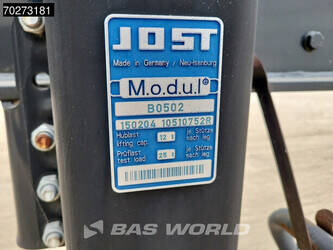 70273181
JOST
Made in Germany / Neu-Isenburg
M.o.d.u.l®
B0502
150204 10510752R
Hublast
lifting cap. 12 t je Stütze
each leg
Prüflast
test load 25 t je Stütze
each leg
BAS WORLD